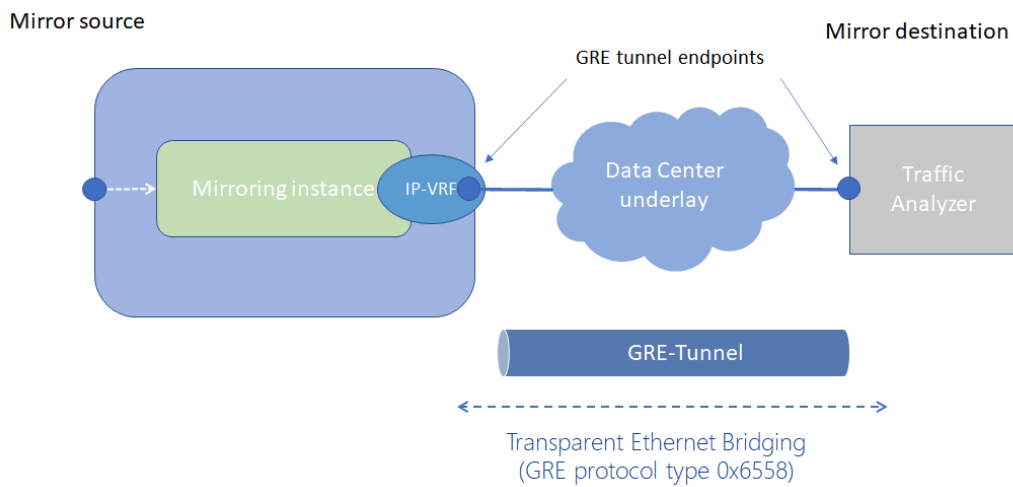 Mirror source
Mirror destination
GRE tunnel endpoints
Mirroring instance
IP-VRF
Data Center
underlay
Traffic
Analyzer
GRE-Tunnel
Transparent Ethernet Bridging
(GRE protocol type 0x6558)